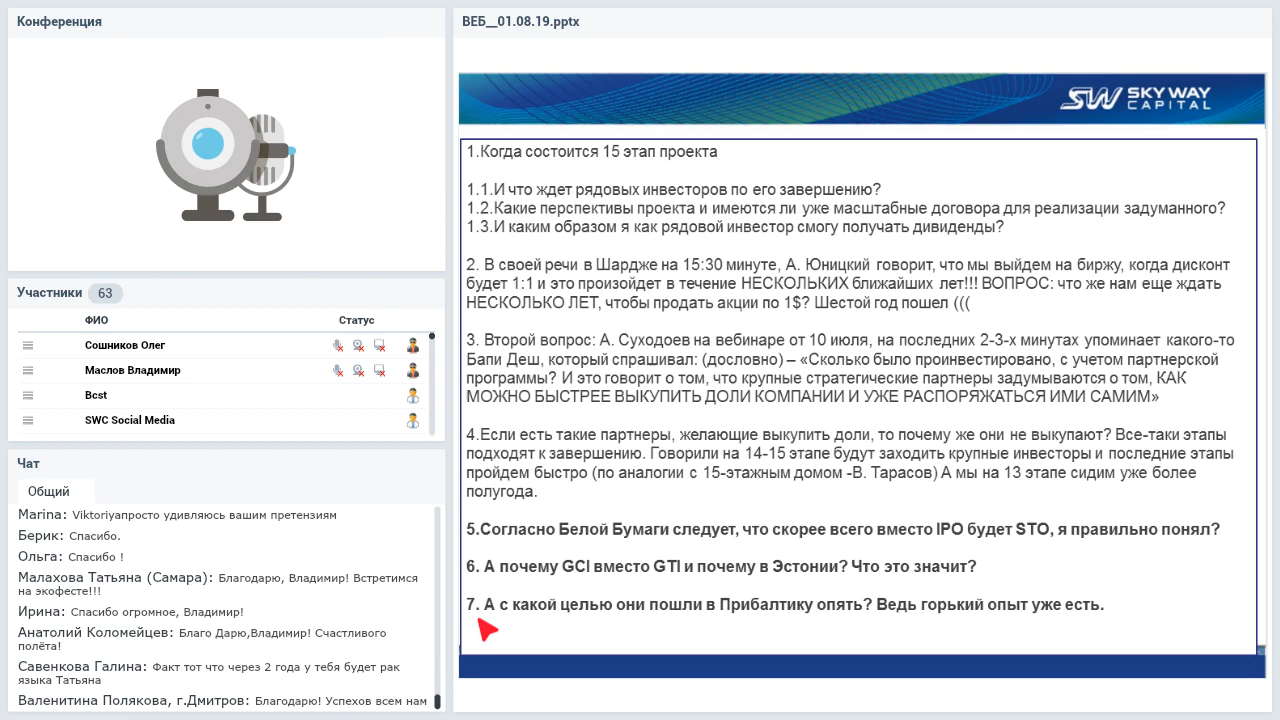 Конференция
Участники 63
ФИО Статус
Сошников Олег
Маслов Владимир
Bcst
SWC Social Media
Чат
Общий
Marina: Viktoriyапросто удивляюсь вашим претензиям
Берик: Спасибо.
Ольга: Спасибо !
Малахова Татьяна (Самара): Благодарю, Владимир! Встретимся
на экофесте!!!
Ирина: Спасибо огромное, Владимир!
Анатолий Коломейцев: Благо Дарю,Владимир! Счастливого
полёта!
Савенкова Галина: Факт тот что через 2 года у тебя будет рак
языка Татьяна
Валенитина Полякова, г.Дмитров: Благодарю! Успехов всем нам
ВЕБ__01.08.19.pptx
SW SKY WAY
CAPITAL
1.Когда состоится 15 этап проекта
1.1.И что ждет рядовых инвесторов по его завершению?
1.2.Какие перспективы проекта и имеются ли уже масштабные договора для реализации задуманного?
1.3.И каким образом я как рядовой инвестор смогу получать дивиденды?
2. В своей речи в Шардже на 15:30 минуте, А. Юницкий говорит, что мы выйдем на биржу, когда дисконт
будет 1:1 и это произойдет в течение НЕСКОЛЬКИХ ближайших лет!!! ВОПРОС: что же нам еще ждать
НЕСКОЛЬКО ЛЕТ, чтобы продать акции по 1$? Шестой год пошел (((
3. Второй вопрос: А. Суходоев на вебинаре от 10 июля, на последних 2-3-х минутах упоминает какого-то
Бапи Деш, который спрашивал: (дословно) – «Сколько было проинвестировано, с учетом партнерской
программы? И это говорит о том, что крупные стратегические партнеры задумываются о том, КАК
МОЖНО БЫСТРЕЕ ВЫКУПИТЬ ДОЛИ КОМПАНИИ И УЖЕ РАСПОРЯЖАТЬСЯ ИМИ САМИМ»
4.Если есть такие партнеры, желающие выкупить доли, то почему же они не выкупают? Все-таки этапы
подходят к завершению. Говорили на 14-15 этапе будут заходить крупные инвесторы и последние этапы
пройдем быстро (по аналогии с 15-этажным домом -В. Тарасов) А мы на 13 этапе сидим уже более
полугода.
5.Согласно Белой Бумаги следует, что скорее всего вместо IPO будет STO, я правильно понял?
6. А почему GCI вместо GTI и почему в Эстонии? Что это значит?
7. А с какой целью они пошли в Прибалтику опять? Ведь горький опыт уже есть.